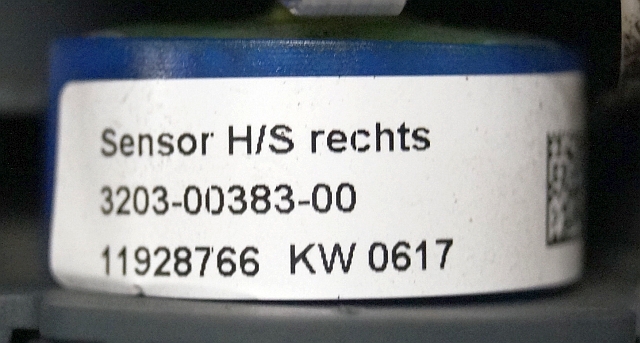 Sensor H/S rechts
3203-00383-00
11928766 KW 0617